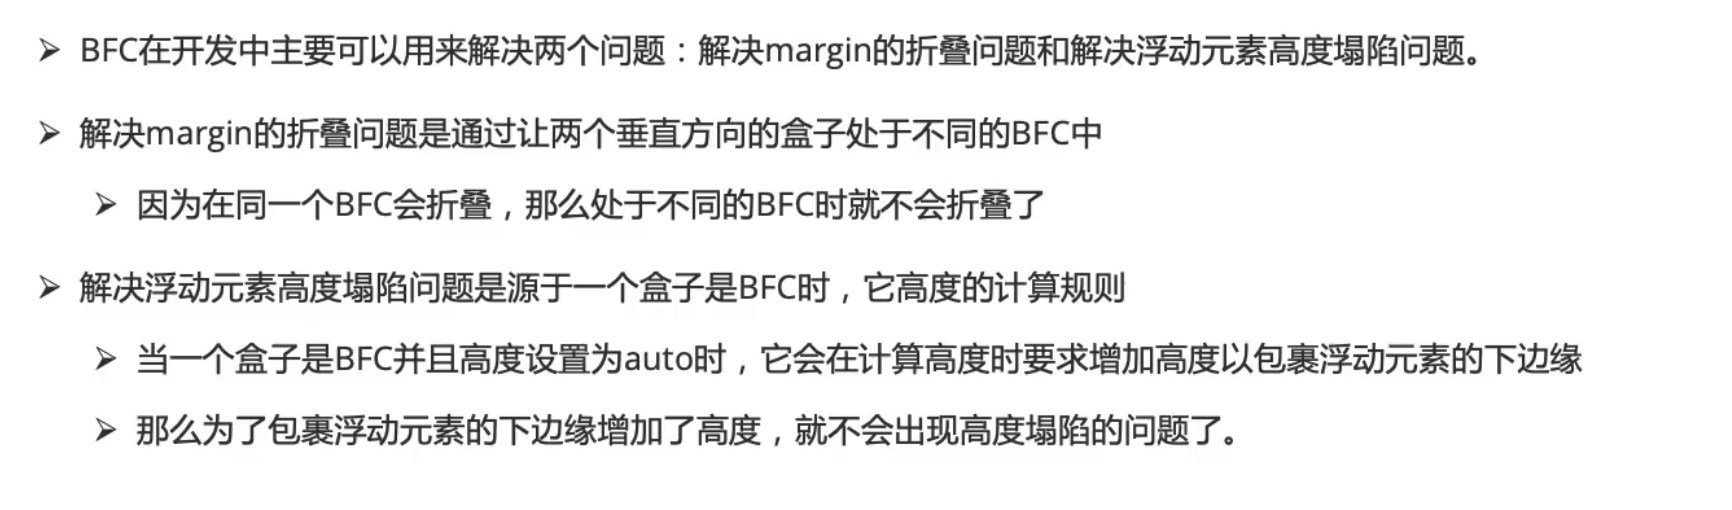 ➢ BFC在开发中主要可以用来解决两个问题：解决margin的折叠问题和解决浮动元素高度塌陷问题。
➢ 解决margin的折叠问题是通过让两个垂直方向的盒子处于不同的BFC中
➢ 因为在同一个BFC会折叠，那么处于不同的BFC时就不会折叠了
➢ 解决浮动元素高度塌陷问题是源于一个盒子是BFC时，它高度的计算规则
➢ 当一个盒子是BFC并且高度设置为auto时，它会在计算高度时要求增加高度以包裹浮动元素的下边缘
➢ 那么为了包裹浮动元素的下边缘增加了高度，就不会出现高度塌陷的问题了。